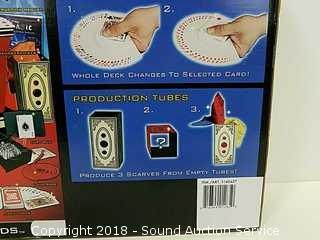 1.
2.
WHOLE DECK CHANGES TO SELECTED CARD!
PRODUCTION TUBES
1.
2.
3.
?
PRODUCE 3 SCARVES FROM EMPTY TUBES!
DS™
Copyright 2018 - Sound Auction Service